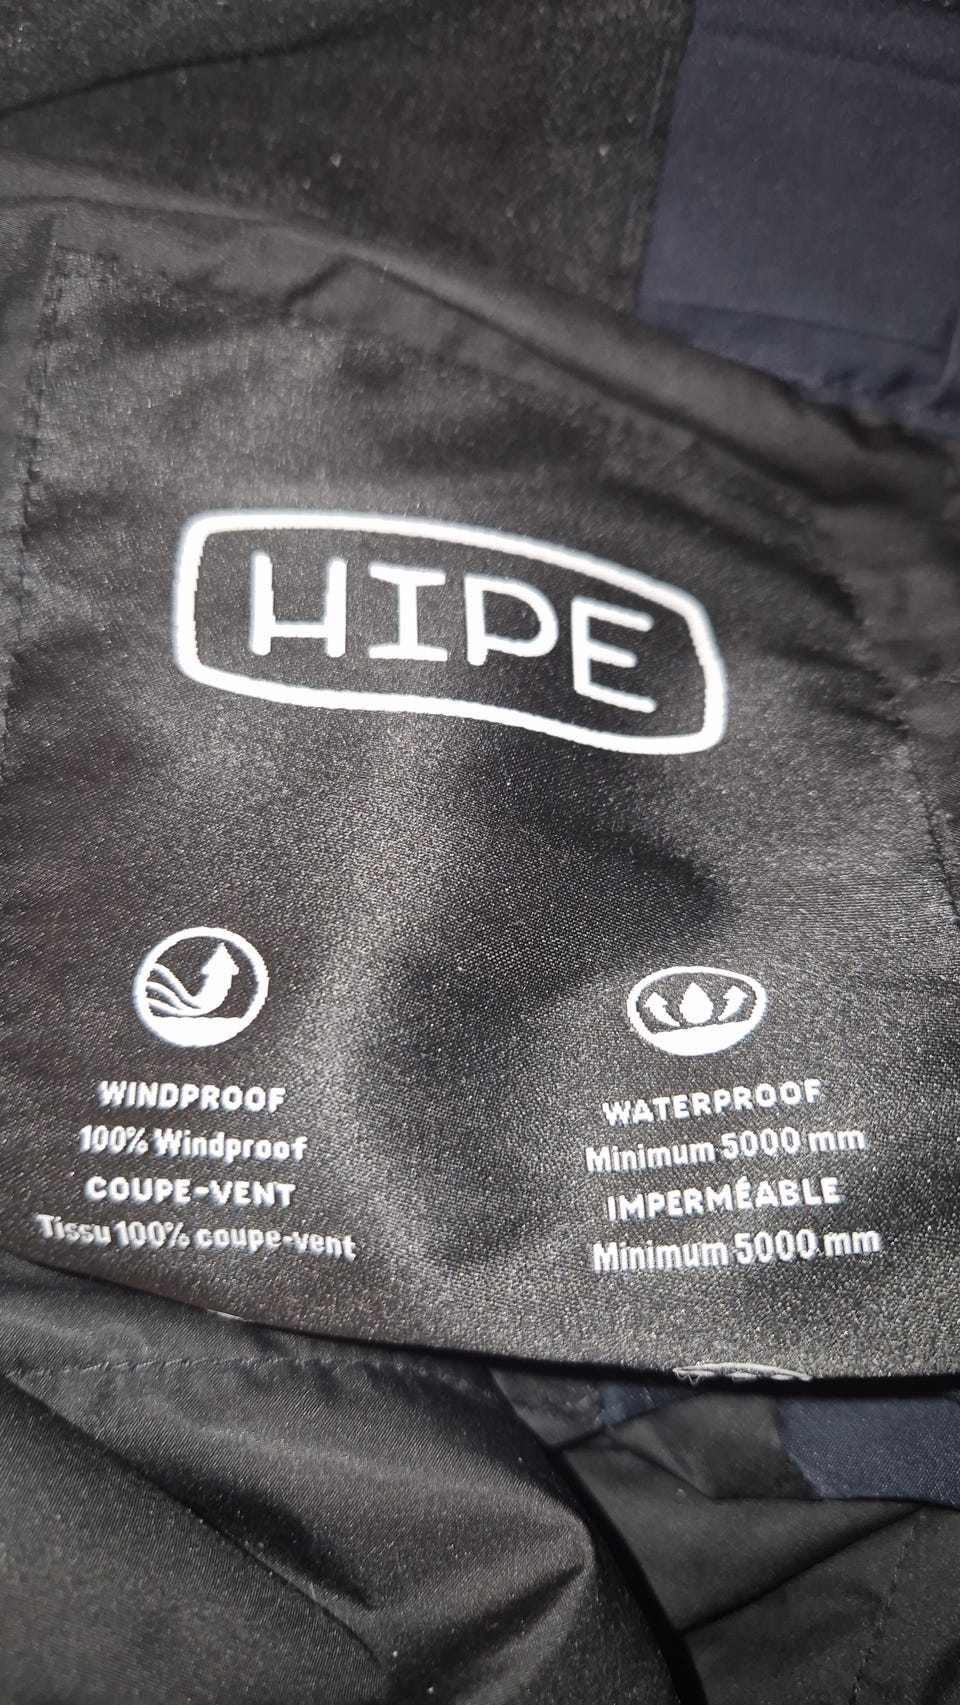 HIPE
WINDPROOF
100% Windproof
COUPE-VENT
Tissu 100% coupe-vent
WATERPROOF
Minimum 5000 mm
IMPERMÉABLE
Minimum 5000 mm